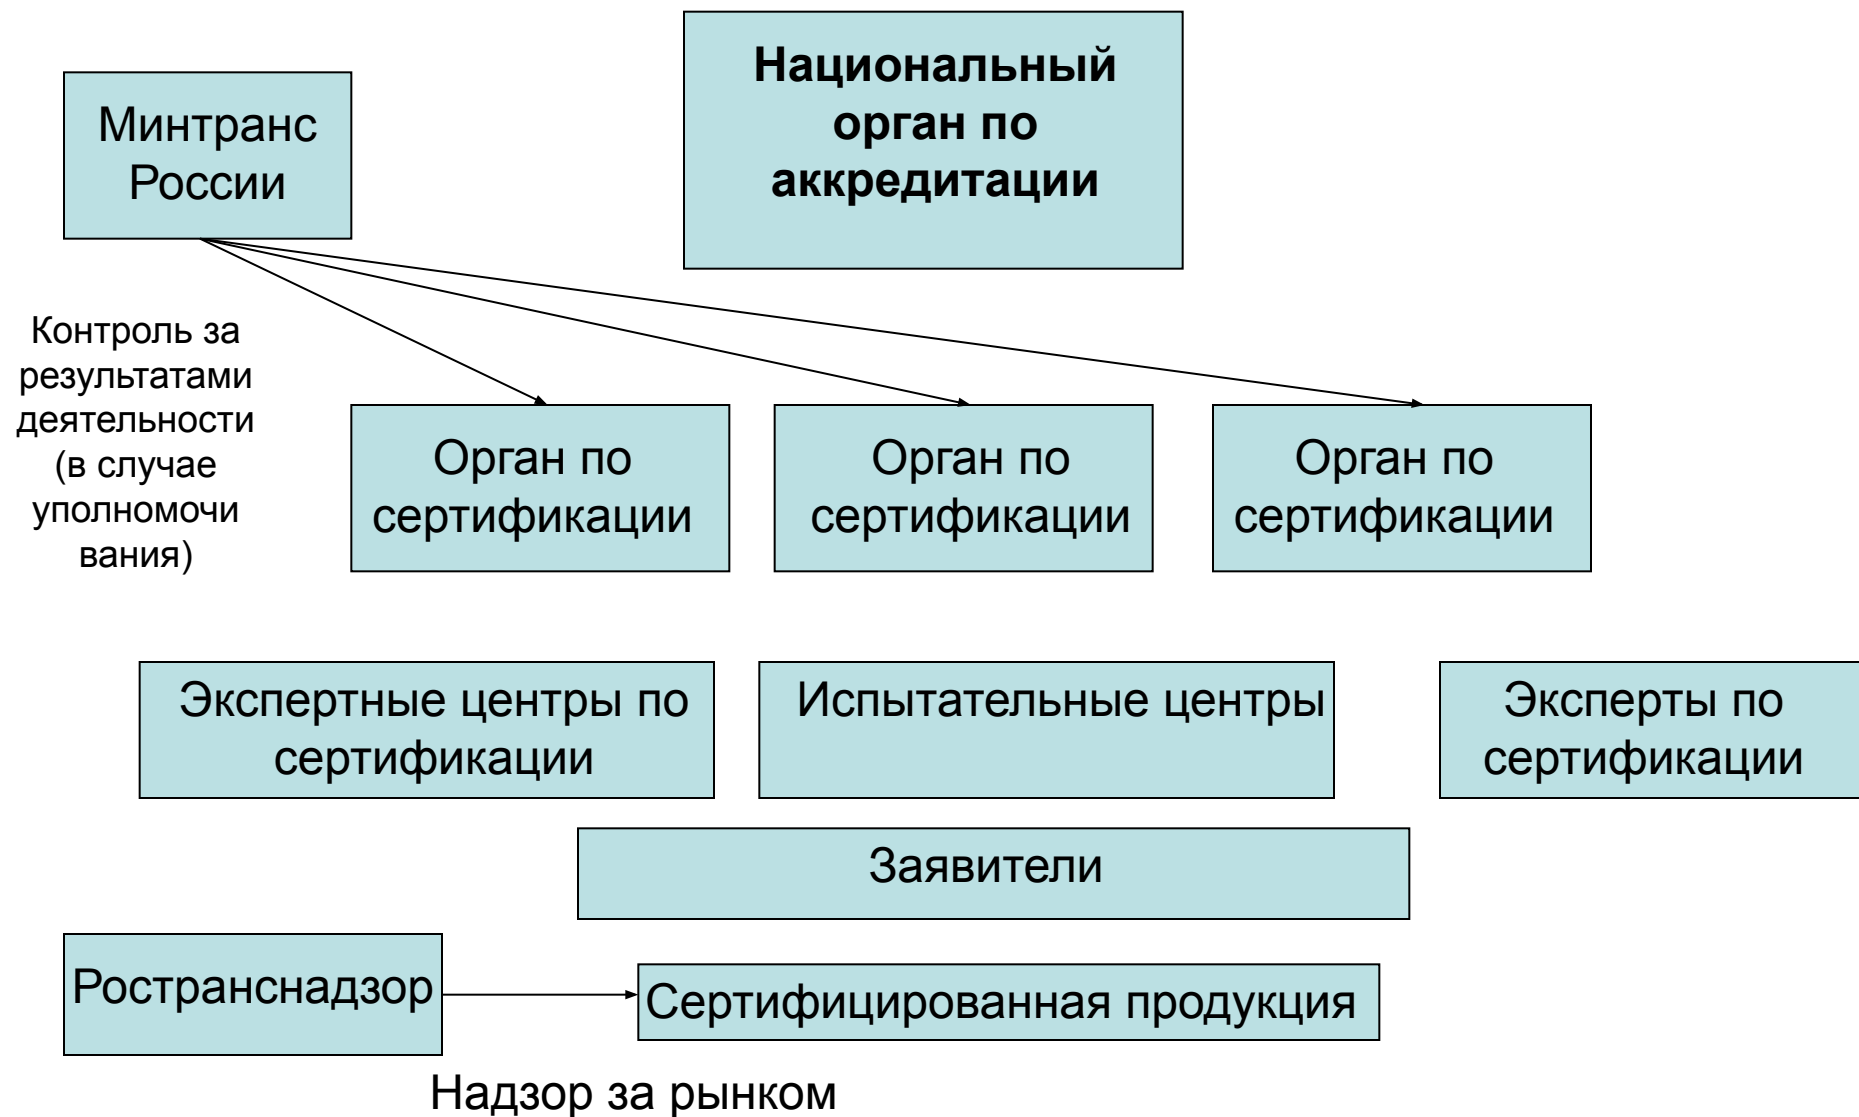 Национальный
орган по
аккредитации
Минтранс
России
Контроль за
результатами
деятельности
(в случае
уполномочи
вания)
Орган по
сертификации
Орган по
сертификации
Орган по
сертификации
Экспертные центры по
сертификации
Испытательные центры
Эксперты по
сертификации
Заявители
Ространснадзор
Сертифицированная продукция
Надзор за рынком